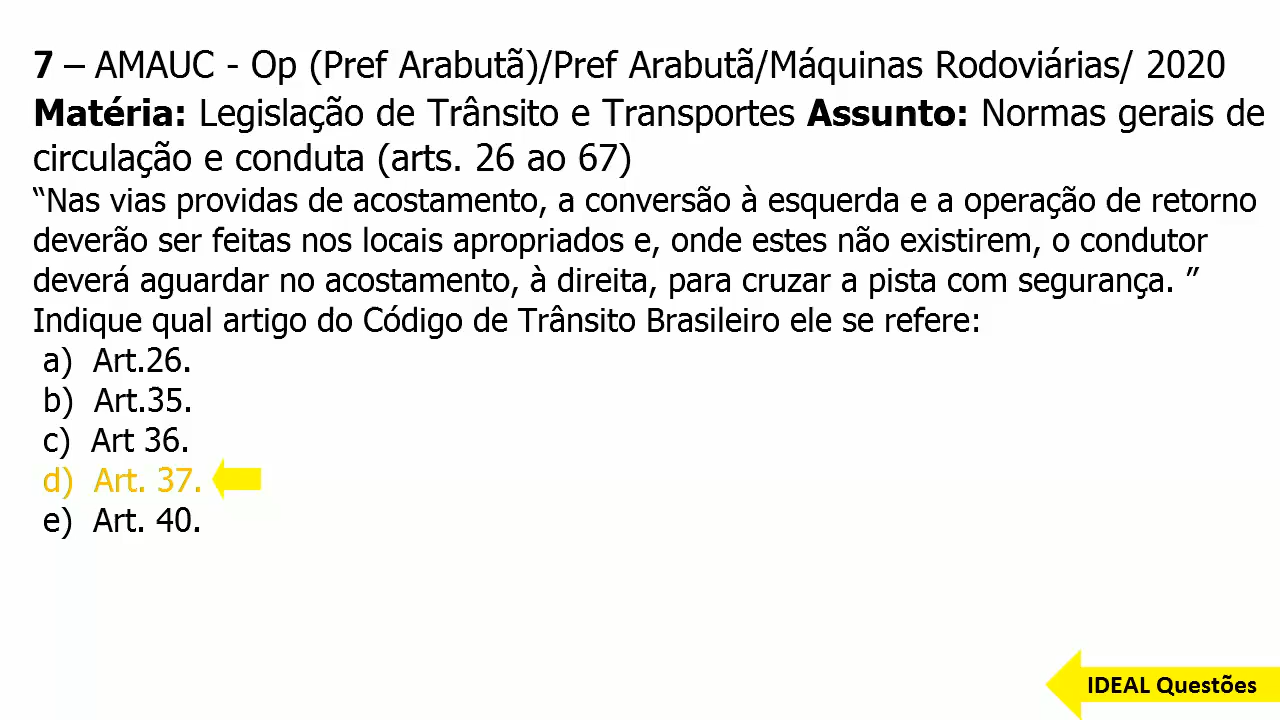 7 – AMAUC - Op (Pref Arabutã)/Pref Arabutã/Máquinas Rodoviárias/ 2020
Matéria: Legislação de Trânsito e Transportes Assunto: Normas gerais de
circulação e conduta (arts. 26 ao 67)
“Nas vias providas de acostamento, a conversão à esquerda e a operação de retorno
deverão ser feitas nos locais apropriados e, onde estes não existirem, o condutor
deverá aguardar no acostamento, à direita, para cruzar a pista com segurança. ”
Indique qual artigo do Código de Trânsito Brasileiro ele se refere:
a) Art.26.
b) Art.35.
c) Art 36.
d) Art. 37.
e) Art. 40.
IDEAL Questões